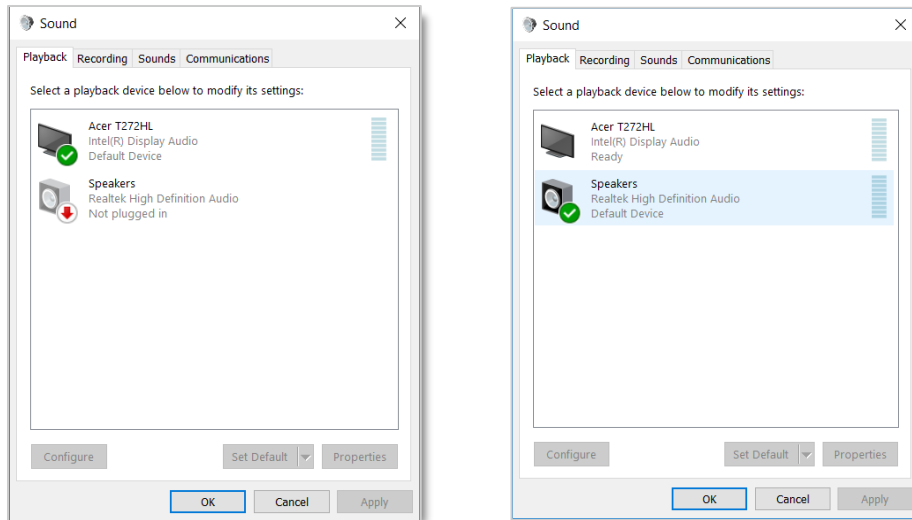 Sound
Playback Recording Sounds Communications
Select a playback device below to modify its settings:
Acer T272HL
Intel(R) Display Audio
Default Device
Speakers
Realtek High Definition Audio
Not plugged in
Configure Set Default Properties
OK Cancel Apply
Sound
Playback Recording Sounds Communications
Select a playback device below to modify its settings:
Acer T272HL
Intel(R) Display Audio
Ready
Speakers
Realtek High Definition Audio
Default Device
Configure Set Default Properties
OK Cancel Apply